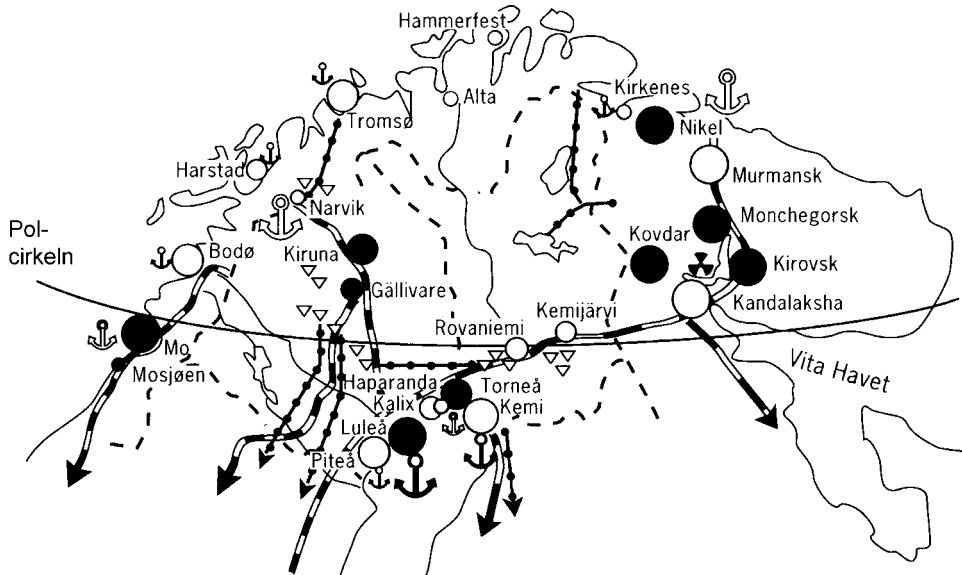 Hammerfest
Alta
Kirkenes
Nikel
Tromsø
Harstad
Murmansk
Narvik
Monchegorsk
Pol-
cirkeln
Bodø
Kiruna
Kovdar
Kirovsk
Gällivare
Kandalaksha
Kemijärvi
Rovaniemi
Mo
Mosjøen
Vita Havet
Haparanda
Torneå
Kalix
Kemi
Luleå
Piteå